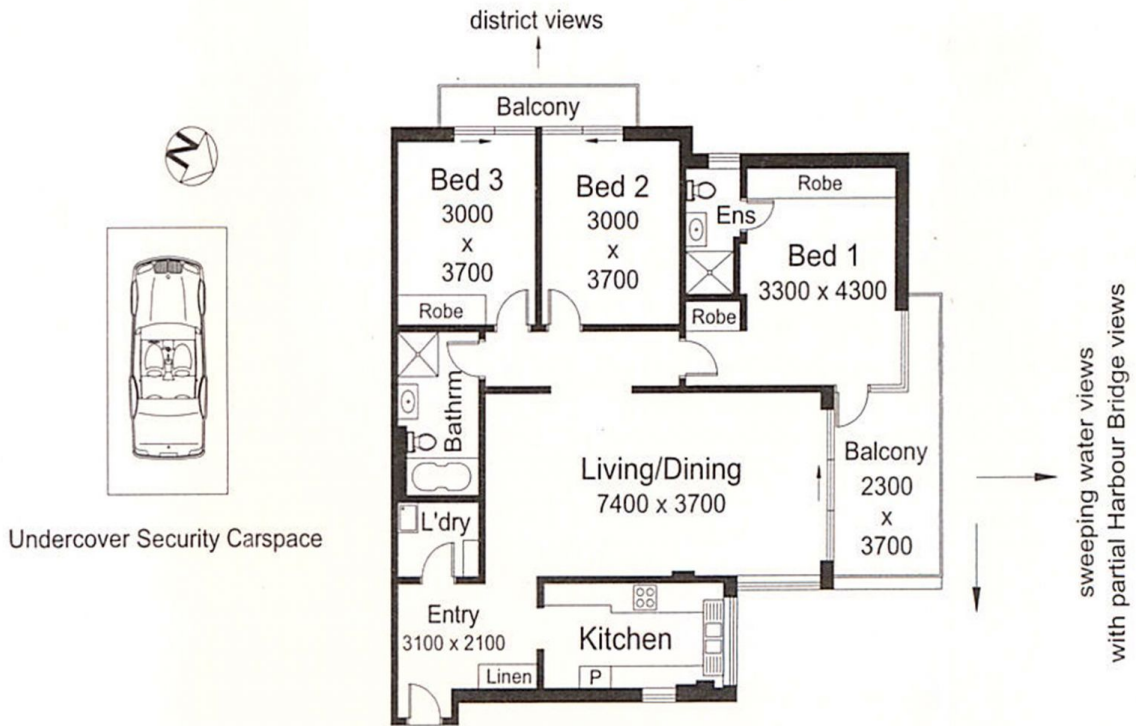 district views
Balcony
N
Bed 3
3000
x
3700
Robe
Bed 2
3000
x
3700
Ens
Robe
Bed 1
3300 x 4300
Robe
Bathrm
Living/Dining
7400 x 3700
Balcony
2300
x
3700
sweeping water views
with partial Harbour Bridge views
Undercover Security Carspace
L'dry
Entry
3100 x 2100
Linen
Kitchen
P